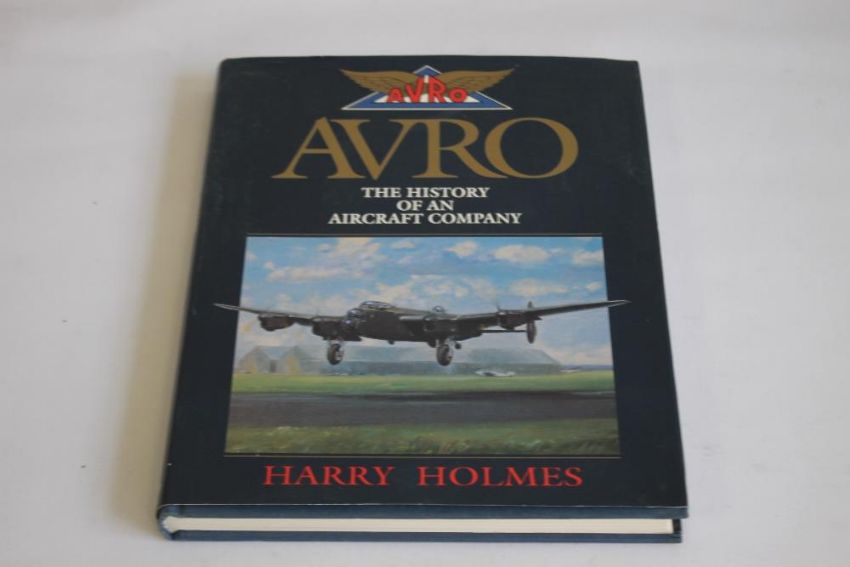 AVRO
AVRO
THE HISTORY
OF AN
AIRCRAFT COMPANY
HARRY HOLMES